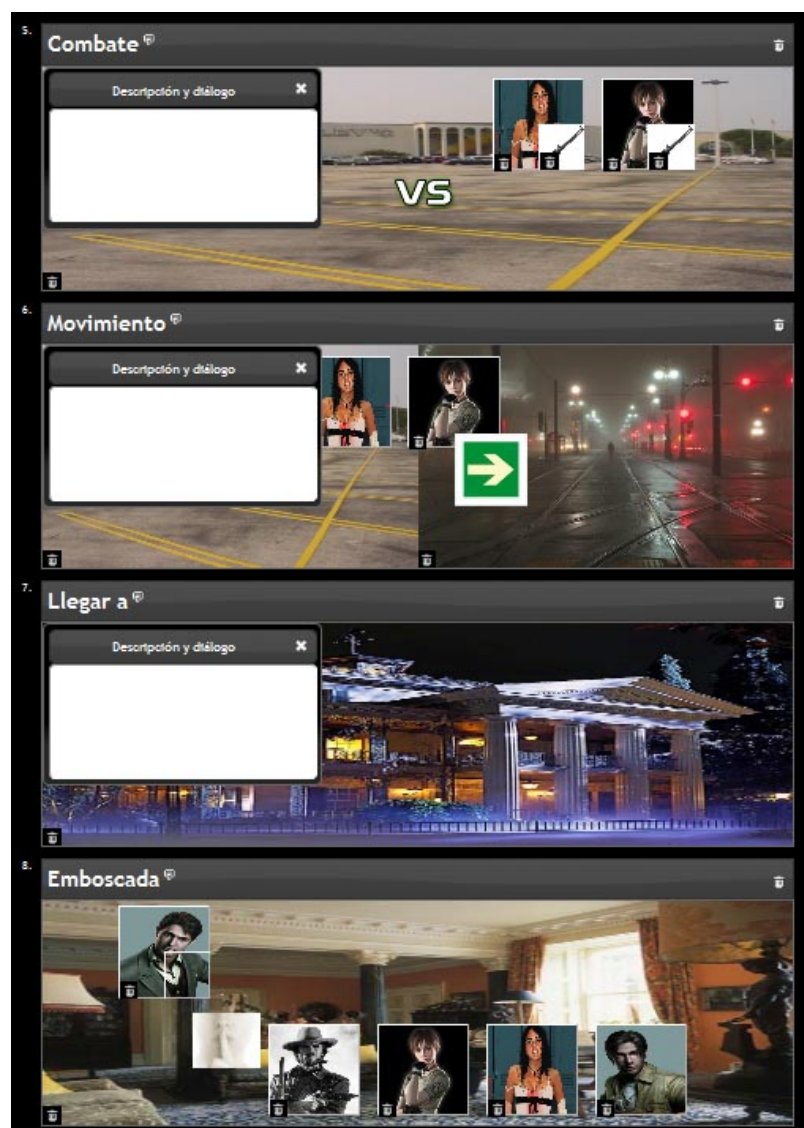 5.
Combate
Descripción y diálogo
VS
6.
Movimiento
Descripción y diálogo
7.
Llegar a
Descripción y diálogo
8.
Emboscada